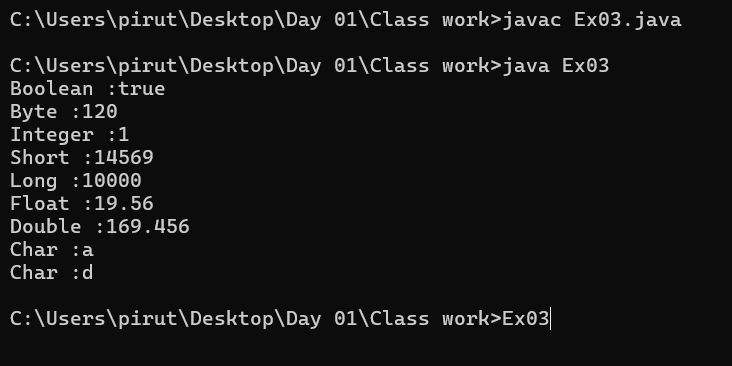 C:\Users\pirut\Desktop\Day 01\Class work>javac Ex03.java
C:\Users\pirut\Desktop\Day 01\Class work>java Ex03
Boolean :true
Byte :120
Integer :1
Short :14569
Long :10000
Float :19.56
Double :169.456
Char :a
Char :d
C:\Users\pirut\Desktop\Day 01\Class work>Ex03